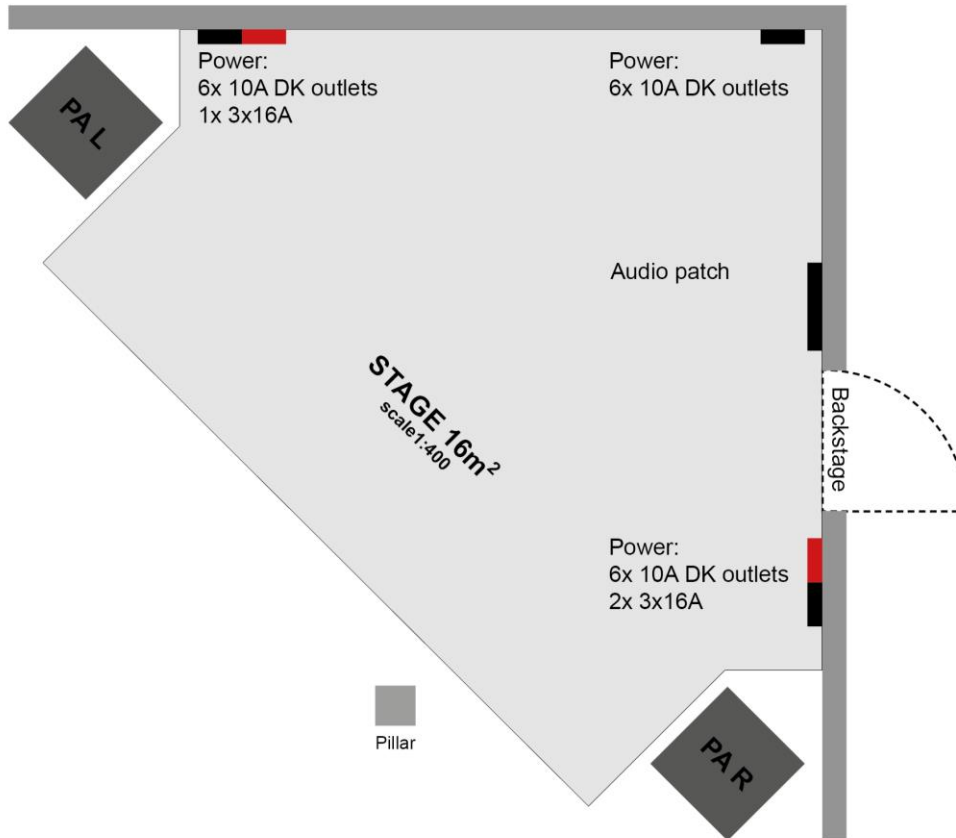 PA L
Power:
6x 10A DK outlets
1x 3x16A
Power:
6x 10A DK outlets
Audio patch
STAGE 16m²
scale1:400
Backstage
Power:
6x 10A DK outlets
2x 3x16A
Pillar
PA R